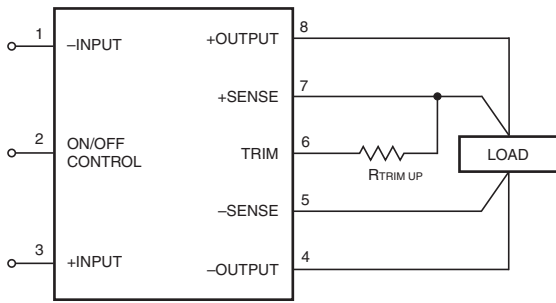 1
–INPUT
2
ON/OFF
CONTROL
3
+INPUT
+OUTPUT
8
+SENSE
7
TRIM
6
RTRIM UP
–SENSE
5
–OUTPUT
4
LOAD